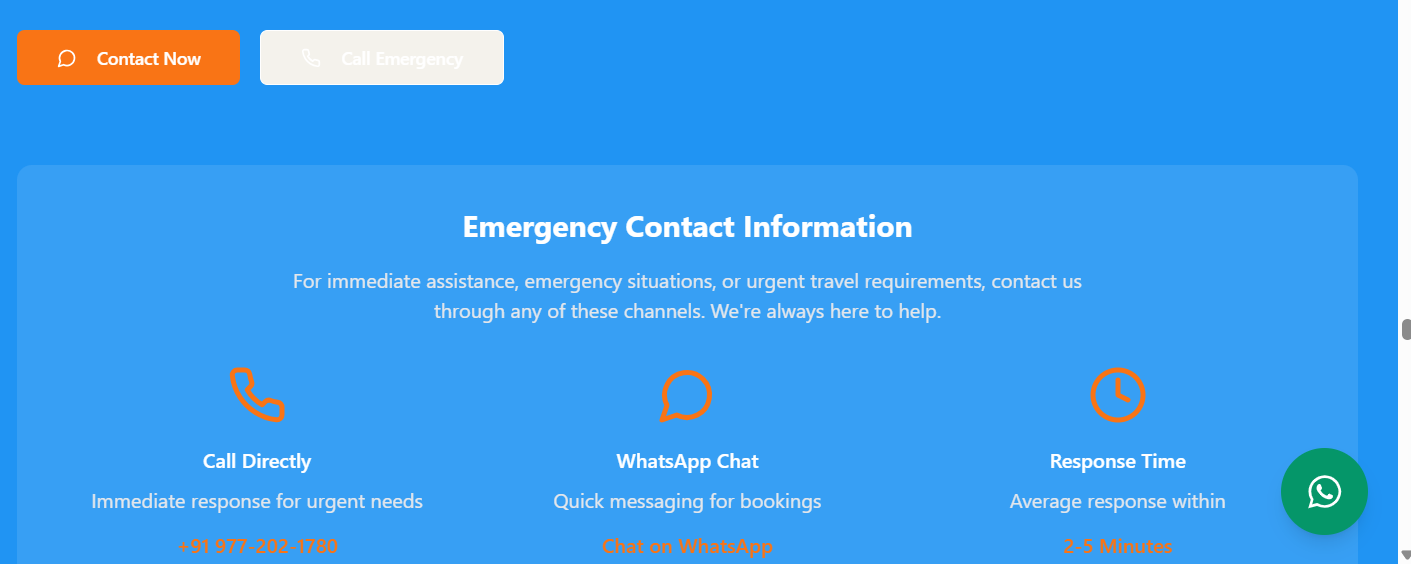 Contact Now
Call Emergency
Emergency Contact Information
For immediate assistance, emergency situations, or urgent travel requirements, contact us
through any of these channels. We're always here to help.
Call Directly
WhatsApp Chat
Response Time
Immediate response for urgent needs
Quick messaging for bookings
Average response within
+91 977-202-1780
Chat on WhatsApp
2-5 Minutes